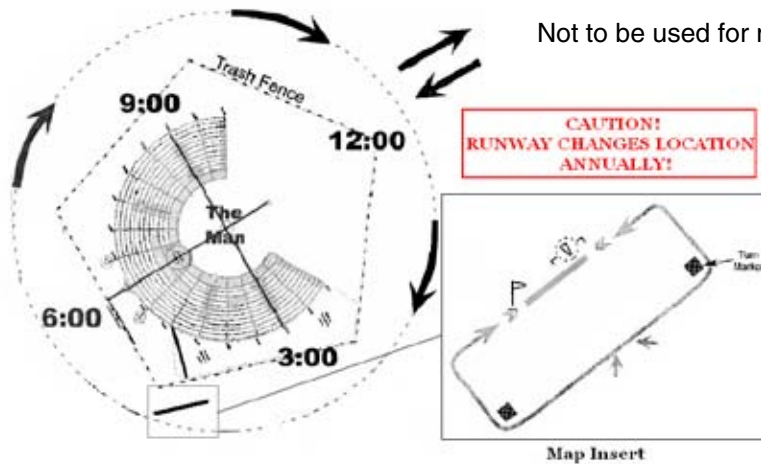 Not to be used for
Trash Fence
9:00
12:00
CAUTION!
RUNWAY CHANGES LOCATION
ANNUALLY!
The
Man
Turn
6:00
3:00
Map Insert